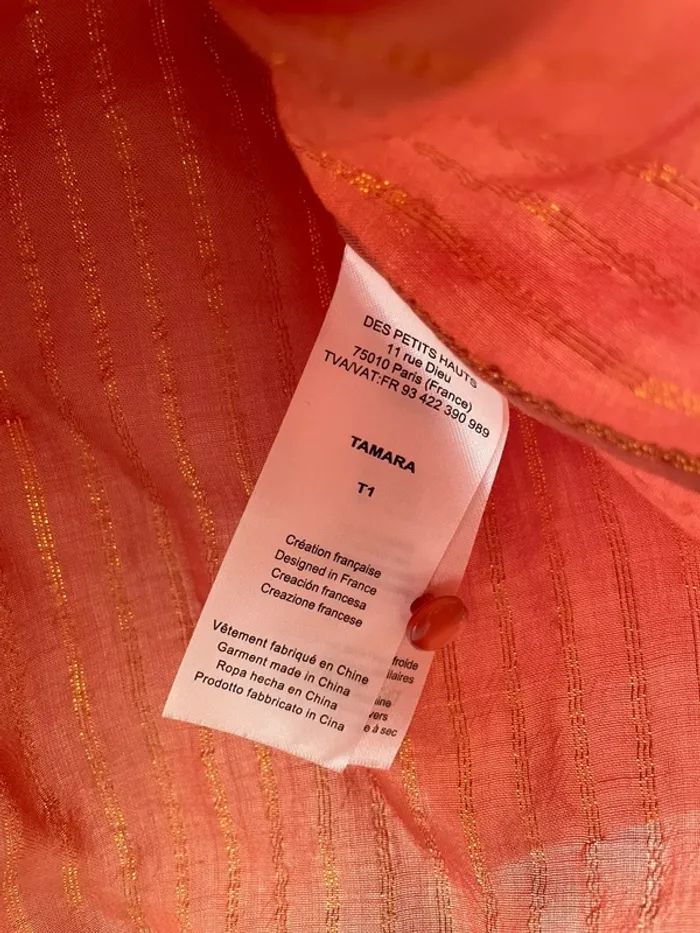 DES PETITS HAUTS
11 rue Dieu
75010 Paris (France)
TVA/VAT:FR 93 422 390 989
TAMARA
T1
Création française
Designed in France
Creación francesa
Creazione francese
Vêtement fabriqué en Chine
Garment made in China
Ropa hecha en China
Prodotto fabbricato in Cina
froide
à sec